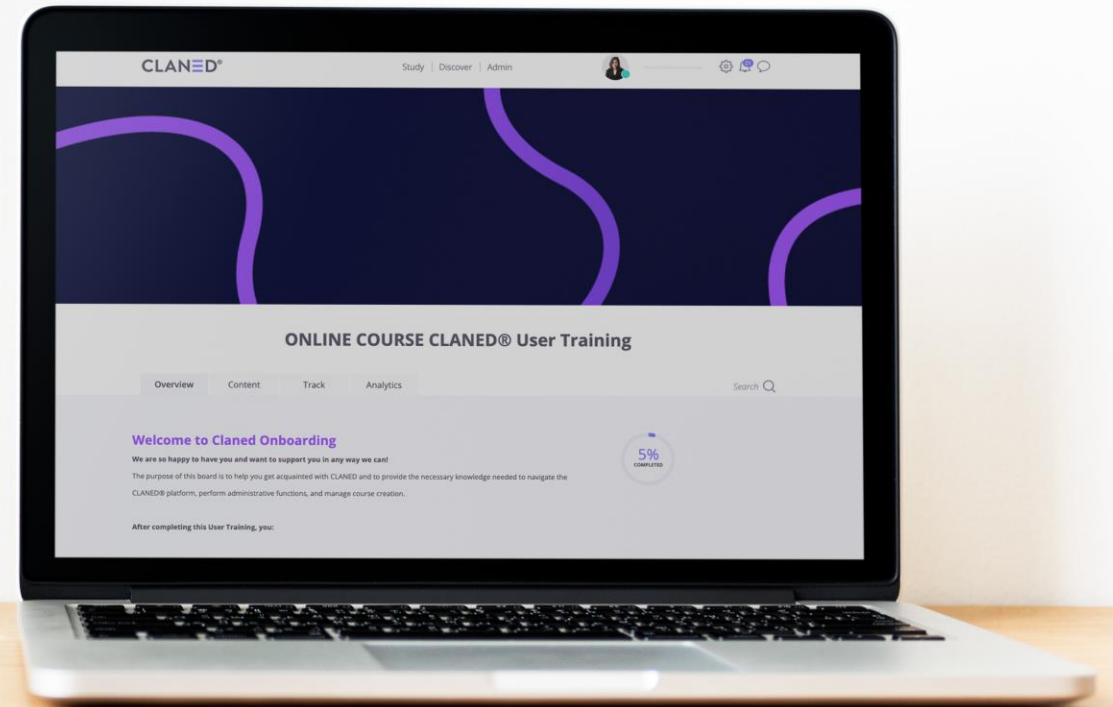 CLANED®
Study | Discover | Admin
ONLINE COURSE CLANED® User Training
Overview Content Track Analytics
Search
Welcome to Claned Onboarding
We are so happy to have you and want to support you in any way we can!
The purpose of this board is to help you get acquainted with CLANED and to provide the necessary knowledge needed to navigate the
CLANED® platform, perform administrative functions, and manage course creation.
5%
COMPLETED
After completing this User Training, you: